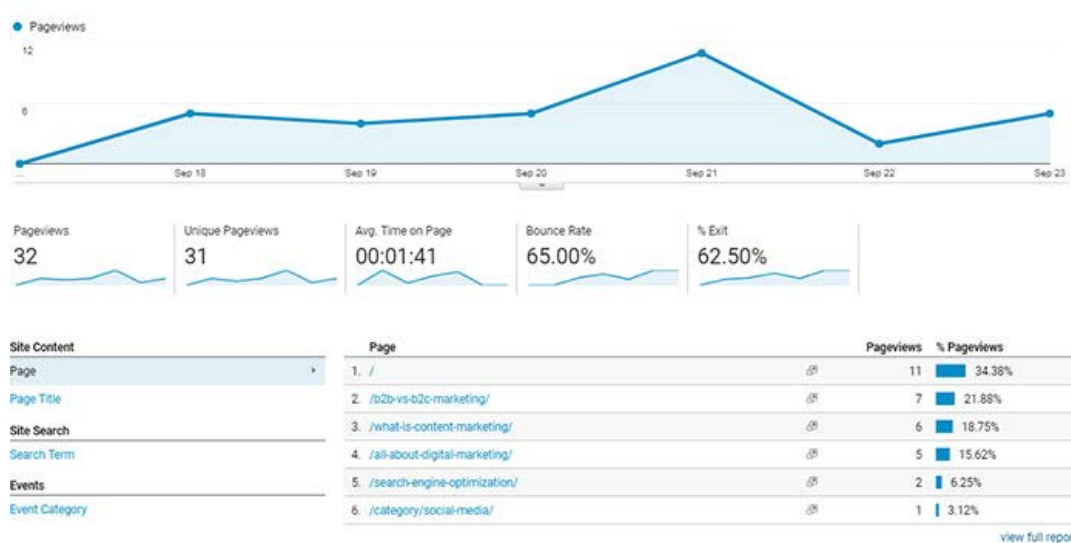 Pageviews
12
6
...
Sep 18
Sep 19
Sep 20
Sep 21
Sep 22
Sep 23
Pageviews
32
Unique Pageviews
31
Avg. Time on Page
00:01:41
Bounce Rate
65.00%
% Exit
62.50%
Site Content
Page
Page Title
Site Search
Search Term
Events
Event Category
Page Pageviews % Pageviews
1. / 11 34.38%
2. /b2b-vs-b2c-marketing/ 7 21.88%
3. /what-is-content-marketing/ 6 18.75%
4. /all-about-digital-marketing/ 5 15.62%
5. /search-engine-optimization/ 2 6.25%
6. /category/social-media/ 1 3.12%
view full repor